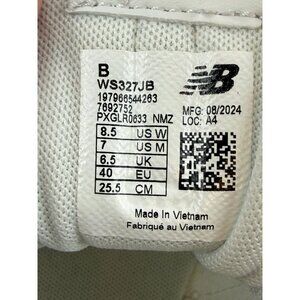 B
WS327JB
197966544263
7692752
PXGLR0633 NMZ
MFG: 08/2024
LOC: A4
8.5 US W
7 US M
6.5 UK
40 EU
25.5 CM
Made In Vietnam
Fabriqué au Vietnam